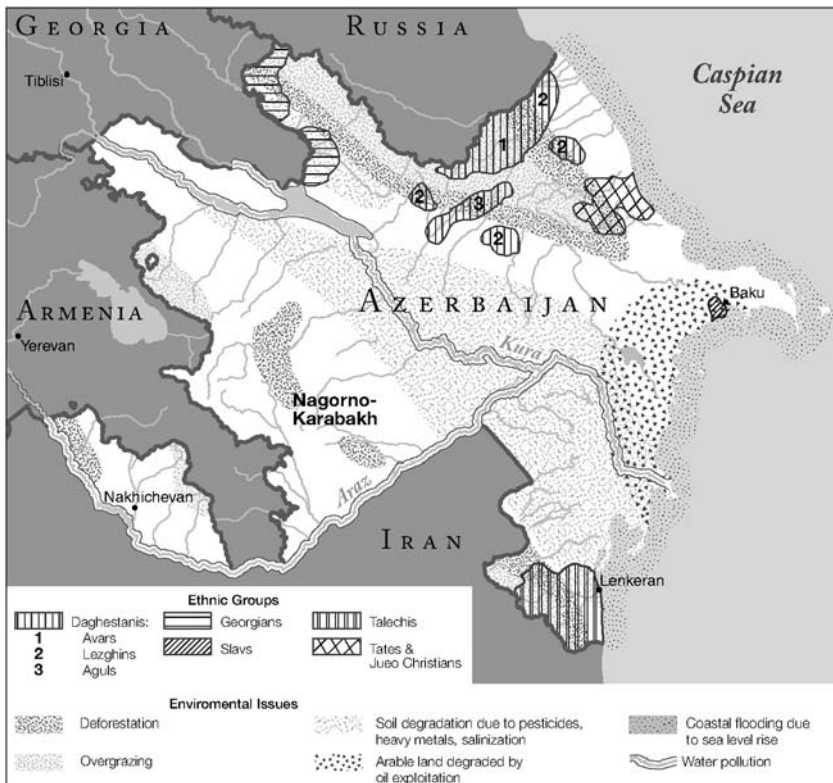 GEORGIA
RUSSIA
Tiblisi
Caspian
Sea
2
1
2
2
3
2
AZERBAIJAN
Baku
ARMENIA
Kura
Yerevan
Nagorno-
Karabakh
Araz
Nakhichevan
IRAN
Lenkeran
Ethnic Groups
Daghestanis:
1 Avars
2 Lezghins
3 Aguls
Georgians
Slavs
Talechis
Tates &
Jueo Christians
Enviromental Issues
Deforestation
Overgrazing
Soil degradation due to pesticides,
heavy metals, salinization
Arable land degraded by
oil exploitation
Coastal flooding due
to sea level rise
Water pollution